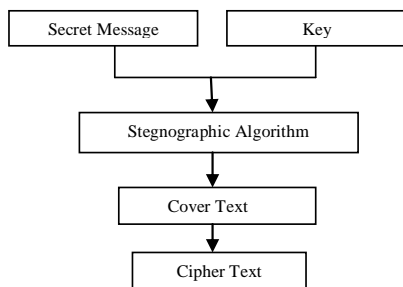 Secret Message
Key
Stegnographic Algorithm
Cover Text
Cipher Text